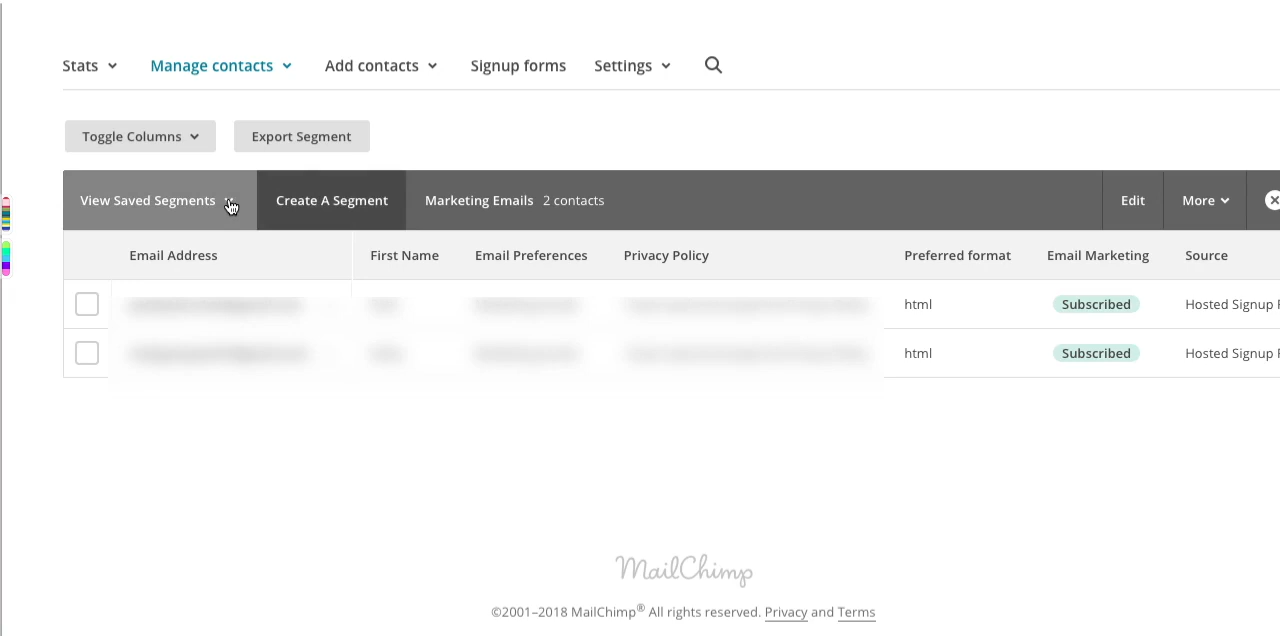 Stats Manage contacts Add contacts Signup forms Settings
Toggle Columns Export Segment
View Saved Segments Create A Segment Marketing Emails 2 contacts Edit More
Email Address First Name Email Preferences Privacy Policy Preferred format Email Marketing Source
html Subscribed Hosted Signup F
html Subscribed Hosted Signup F
MailChimp
©2001–2018 MailChimp® All rights reserved. Privacy and Terms